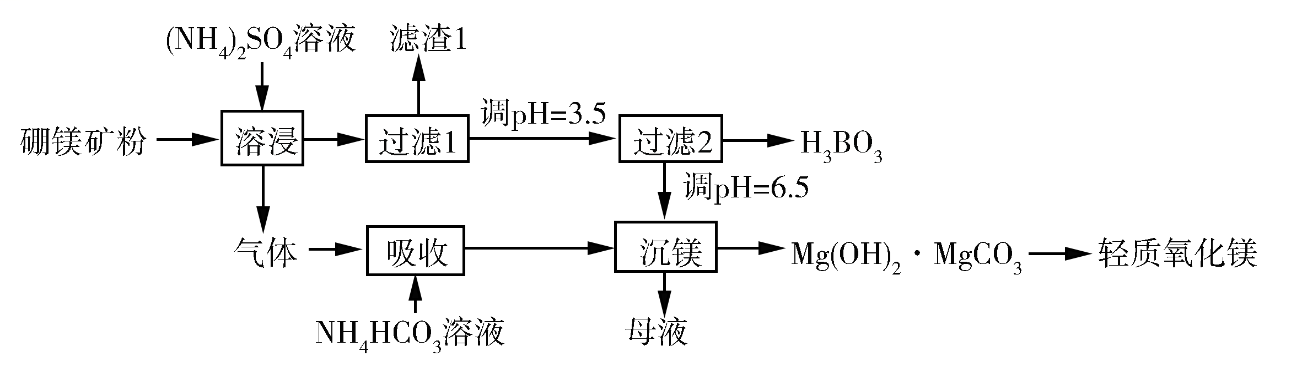 (NH₄)₂SO₄溶液
滤渣1
调pH=3.5
硼镁矿粉
溶浸
过滤1
过滤2
H₃BO₃
调pH=6.5
气体
吸收
沉镁
Mg(OH)₂·MgCO₃
轻质氧化镁
NH₄HCO₃溶液
母液